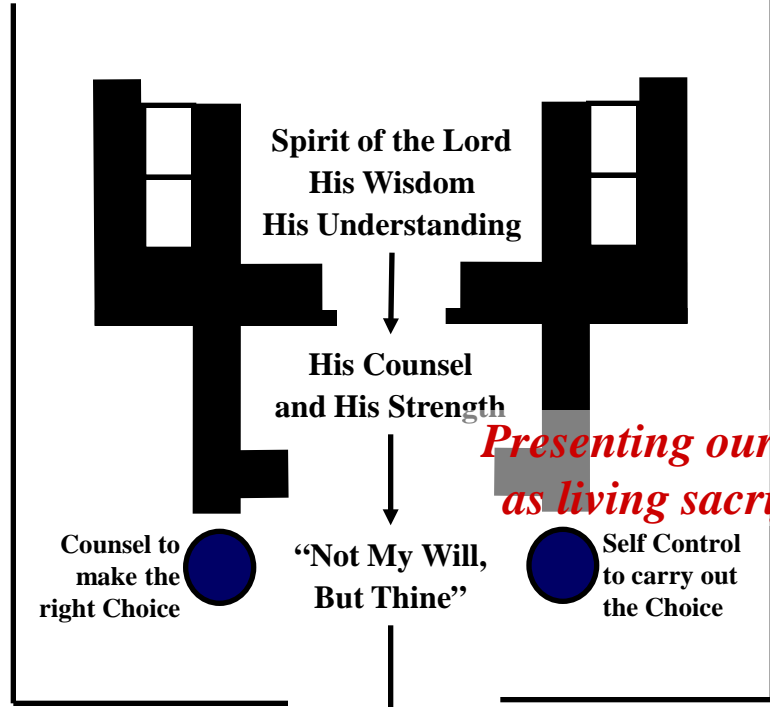 Spirit of the Lord
His Wisdom
His Understanding
His Counsel
and His Strength
Presenting our
as living
Counsel to
make the
right Choice
“Not My Will,
But Thine”
Self Control
to carry out
the Choice